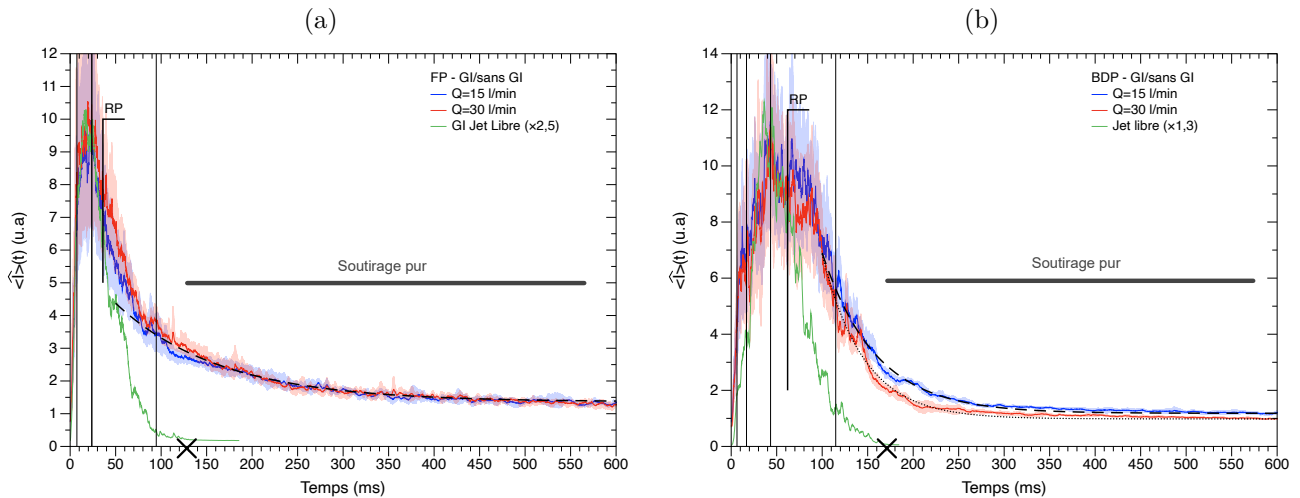 (a)
(b)
FP - GI/sans GI
Q=15 l/min
Q=30 l/min
GI Jet Libre (×2,5)
RP
Soutirage pur
<Î>(t) (u.a)
12
11
10
9
8
7
6
5
4
3
2
1
0
0 50 100 150 200 250 300 350 400 450 500 550 600
Temps (ms)
BDP - GI/sans GI
Q=15 l/min
Q=30 l/min
Jet libre (×1,3)
RP
Soutirage pur
<Î>(t) (u.a)
14
12
10
8
6
4
2
0
0 50 100 150 200 250 300 350 400 450 500 550 600
Temps (ms)